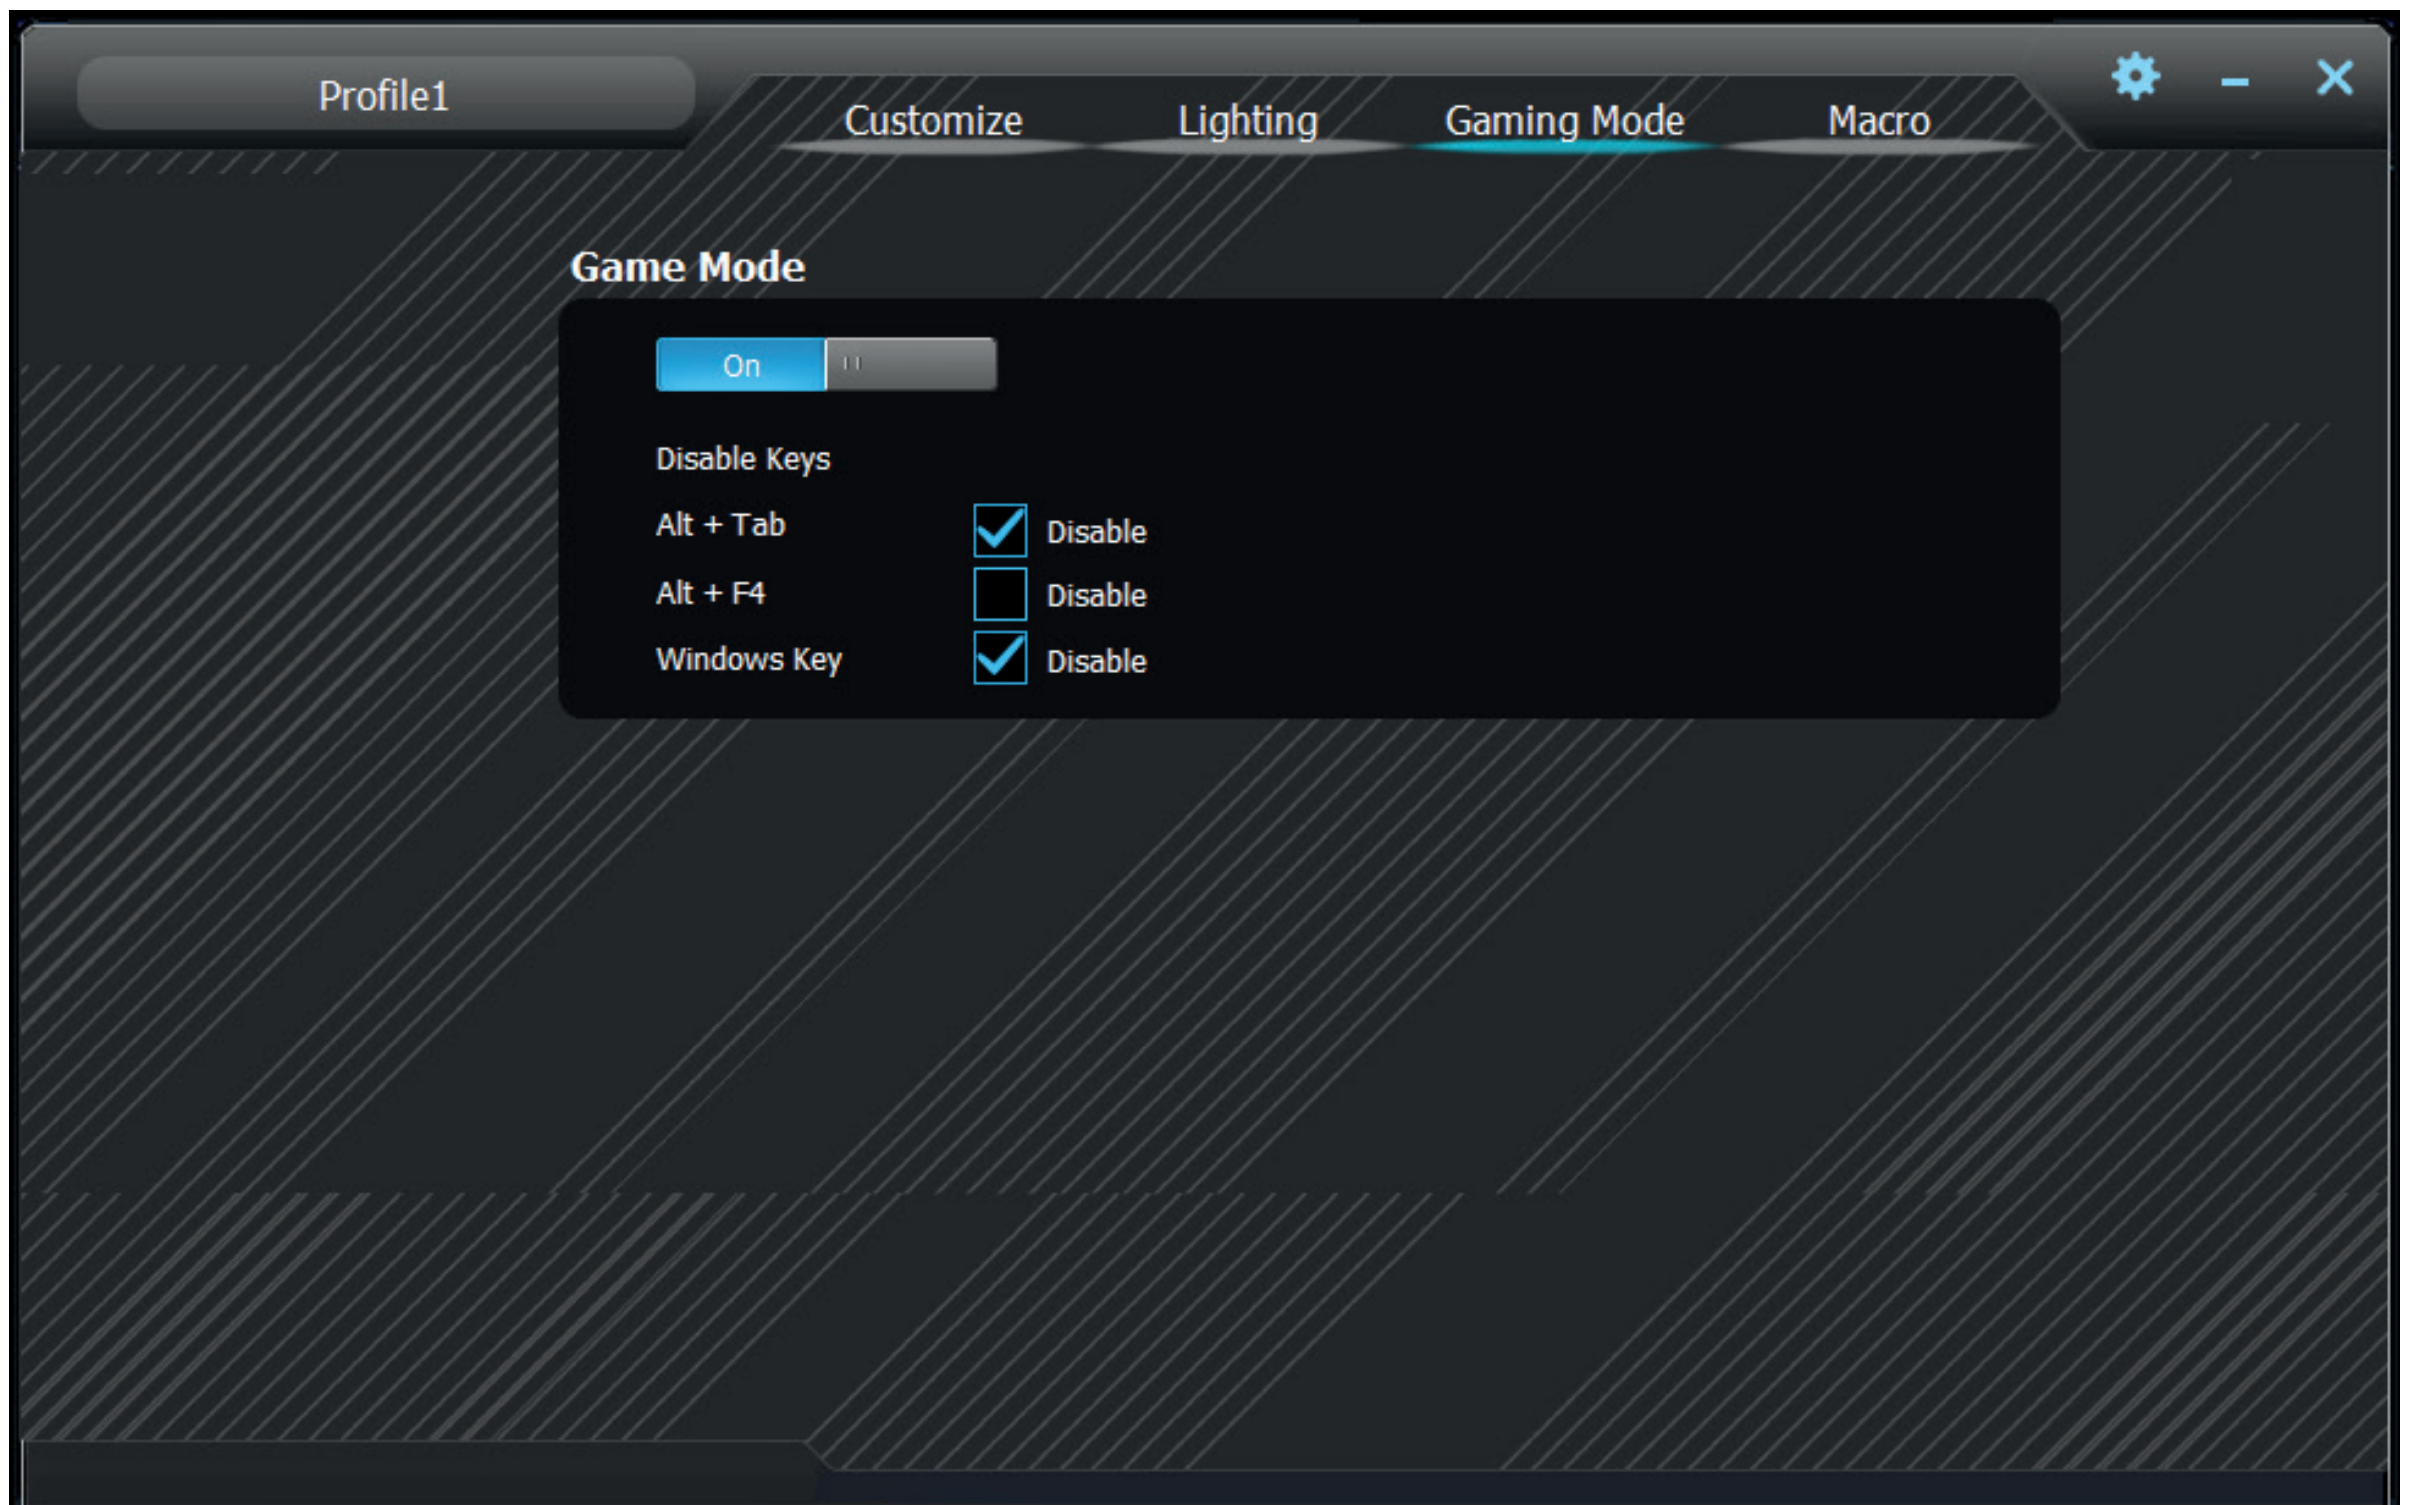 Profile1
Customize Lighting Gaming Mode Macro
Game Mode
On
Disable Keys
Alt + Tab Disable
Alt + F4 Disable
Windows Key Disable